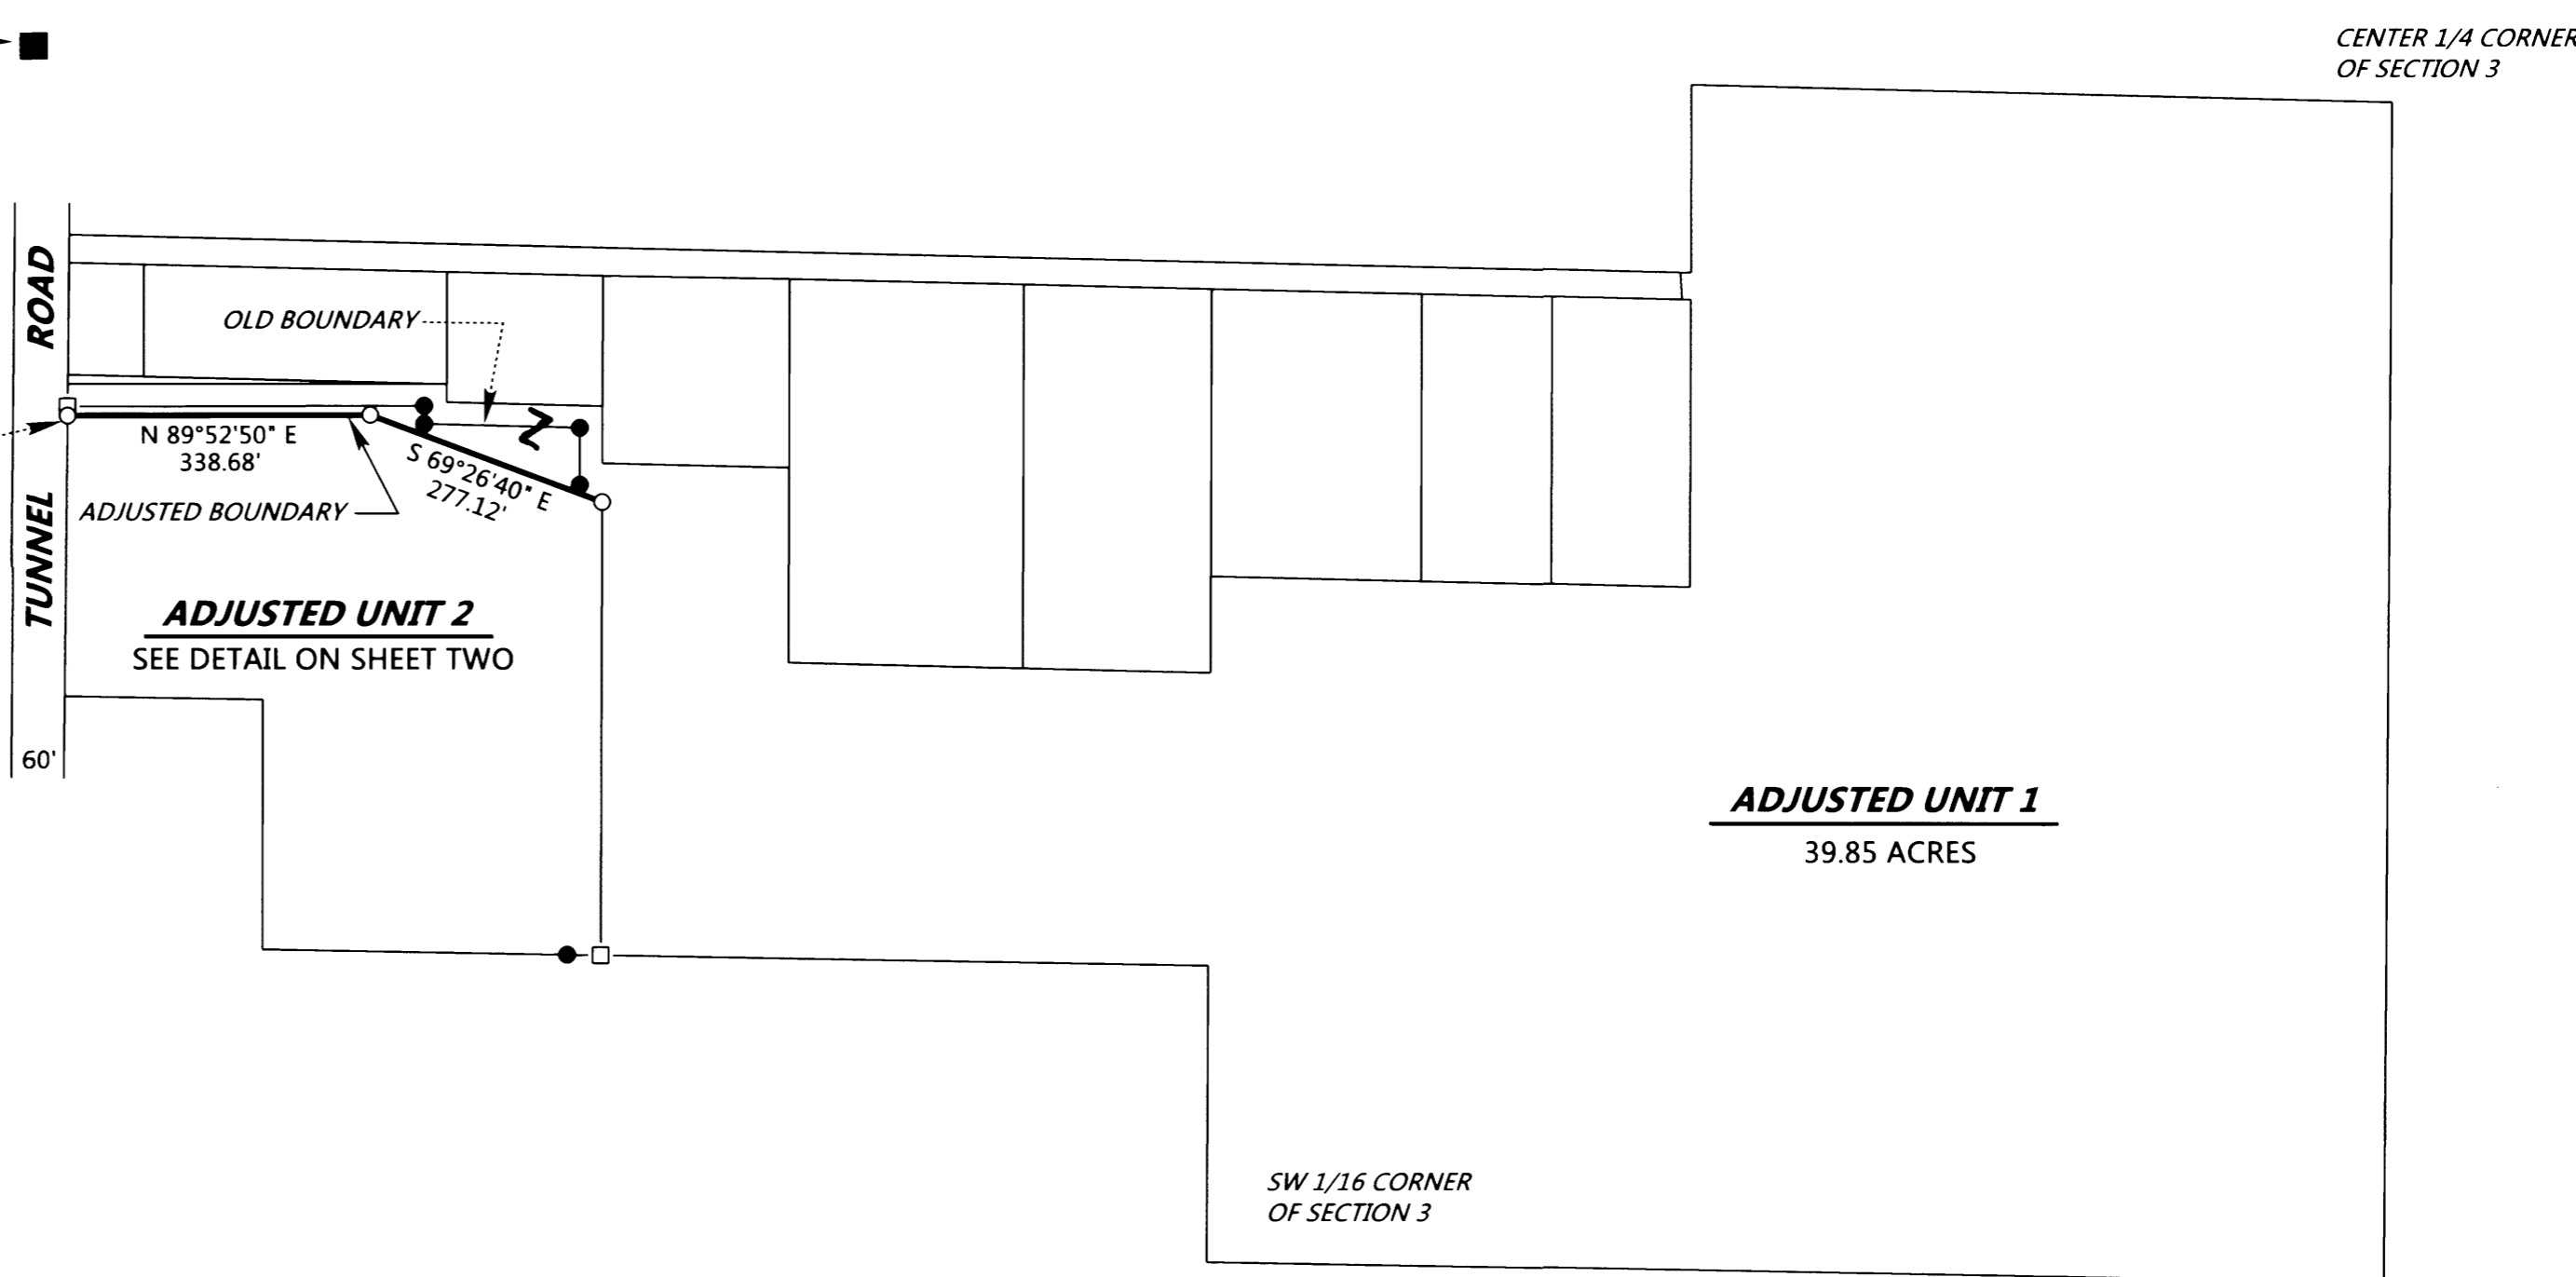 CENTER 1/4 CORNER
OF SECTION 3
ROAD
OLD BOUNDARY
N 89°52'50" E
338.68'
S 69°26'40" E
277.12'
ADJUSTED BOUNDARY
TUNNEL
ADJUSTED UNIT 2
SEE DETAIL ON SHEET TWO
60'
ADJUSTED UNIT 1
39.85 ACRES
SW 1/16 CORNER
OF SECTION 3